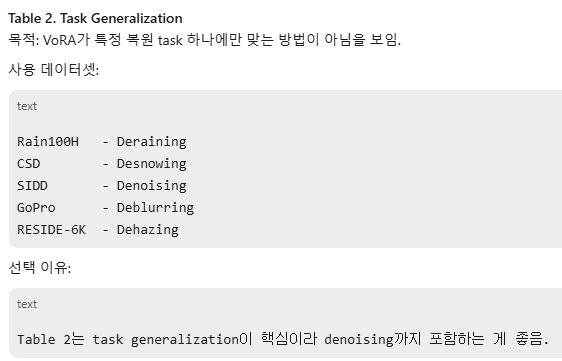 Table 2. Task Generalization
목적: VoRA가 특정 복원 task 하나에만 맞는 방법이 아님을 보임.
사용 데이터셋:
text
Rain100H - Deraining
CSD - Desnowing
SIDD - Denoising
GoPro - Deblurring
RESIDE-6K - Dehazing
선택 이유:
text
Table 2는 task generalization이 핵심이라 denoising까지 포함하는 게 좋음.